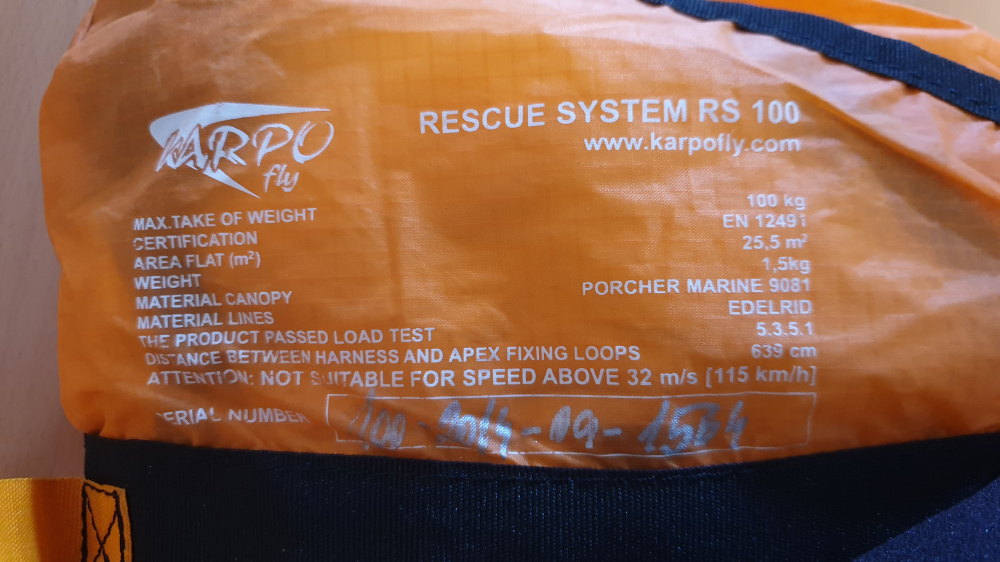 KARPO
fly
RESCUE SYSTEM RS 100
www.karpofly.com
MAX.TAKE OF WEIGHT 100 kg
CERTIFICATION EN 12491
AREA FLAT (m²) 25,5 m²
WEIGHT 1,5kg
MATERIAL CANOPY PORCHER MARINE 9081
MATERIAL LINES EDELRID
THE PRODUCT PASSED LOAD TEST 5.3.5.1
DISTANCE BETWEEN HARNESS AND APEX FIXING LOOPS 639 cm
ATTENTION: NOT SUITABLE FOR SPEED ABOVE 32 m/s [115 km/h]
SERIAL NUMBER